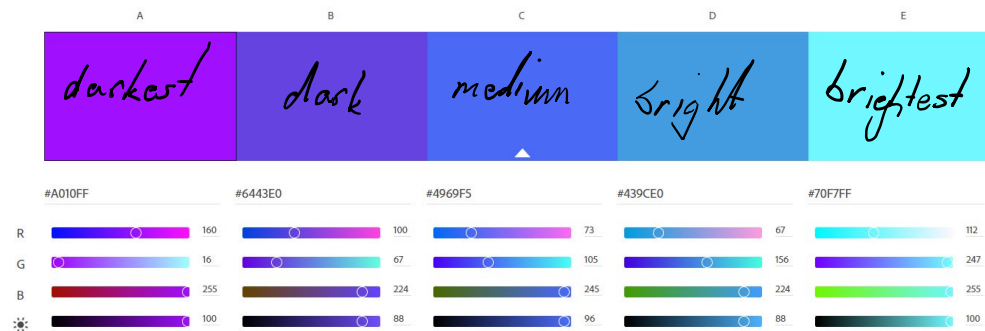 A B C D E
darkest dark medium bright brightest
#A010FF #6443E0 #4969F5 #439CE0 #70F7FF
R 160 100 73 67 112
G 16 67 105 156 247
B 255 224 245 224 255
100 88 96 88 100